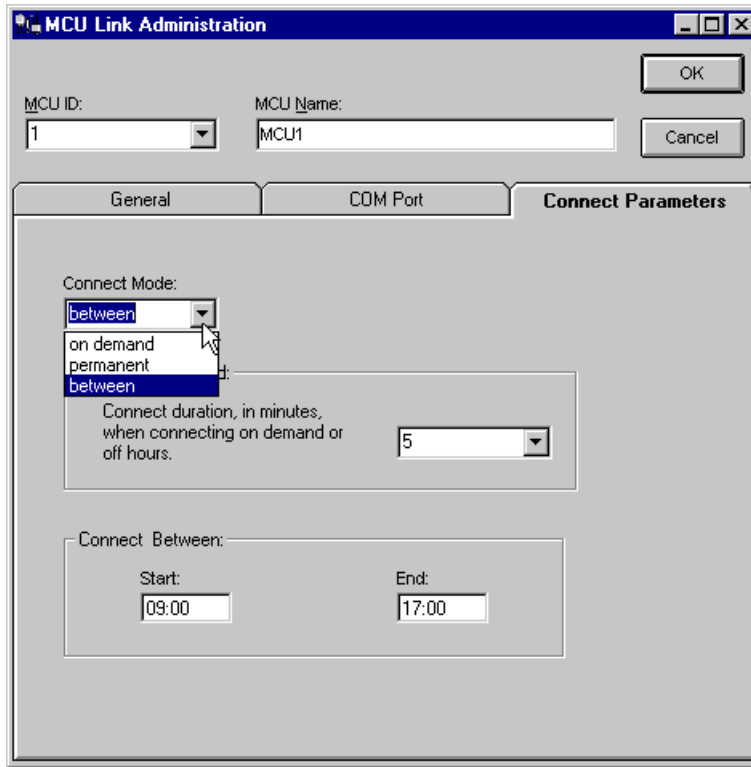 MCU Link Administration
OK
MCU ID:
MCU Name:
1
MCU1
Cancel
General
COM Port
Connect Parameters
Connect Mode:
between
on demand
permanent
between
Connect duration, in minutes,
when connecting on demand or
off hours.
5
Connect Between:
Start:
End:
09:00
17:00